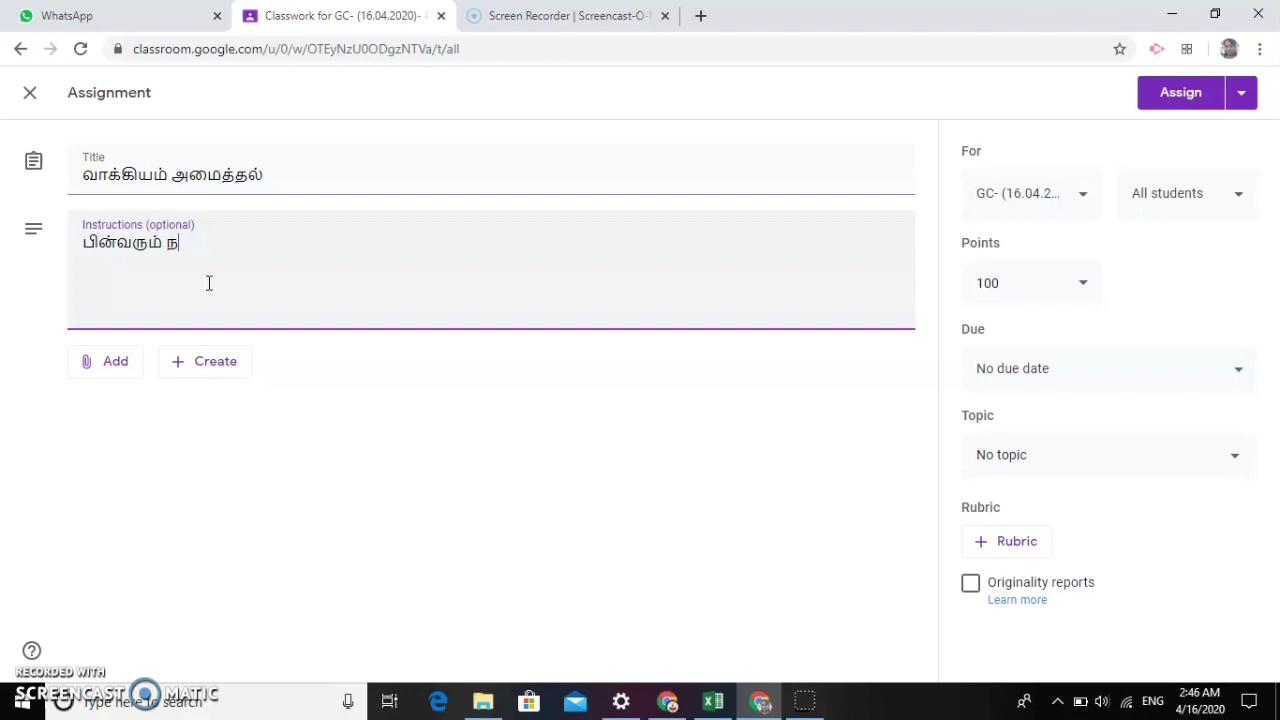 WhatsApp
Classwork for GC- (16.04.2020)-
Screen Recorder | Screencast-O-
classroom.google.com/u/0/w/OTEyNzU0ODgzNTVa/t/all
Assignment
Assign
Title
வாக்கியம் அமைத்தல்
Instructions (optional)
பின்வரும் ந
Add
Create
For
GC- (16.04.2...
All students
Points
100
Due
No due date
Topic
No topic
Rubric
Rubric
Originality reports
Learn more
RECORDED WITH
SCREENCAST MATIC
Type here to search
ENG
2:46 AM
4/16/2020